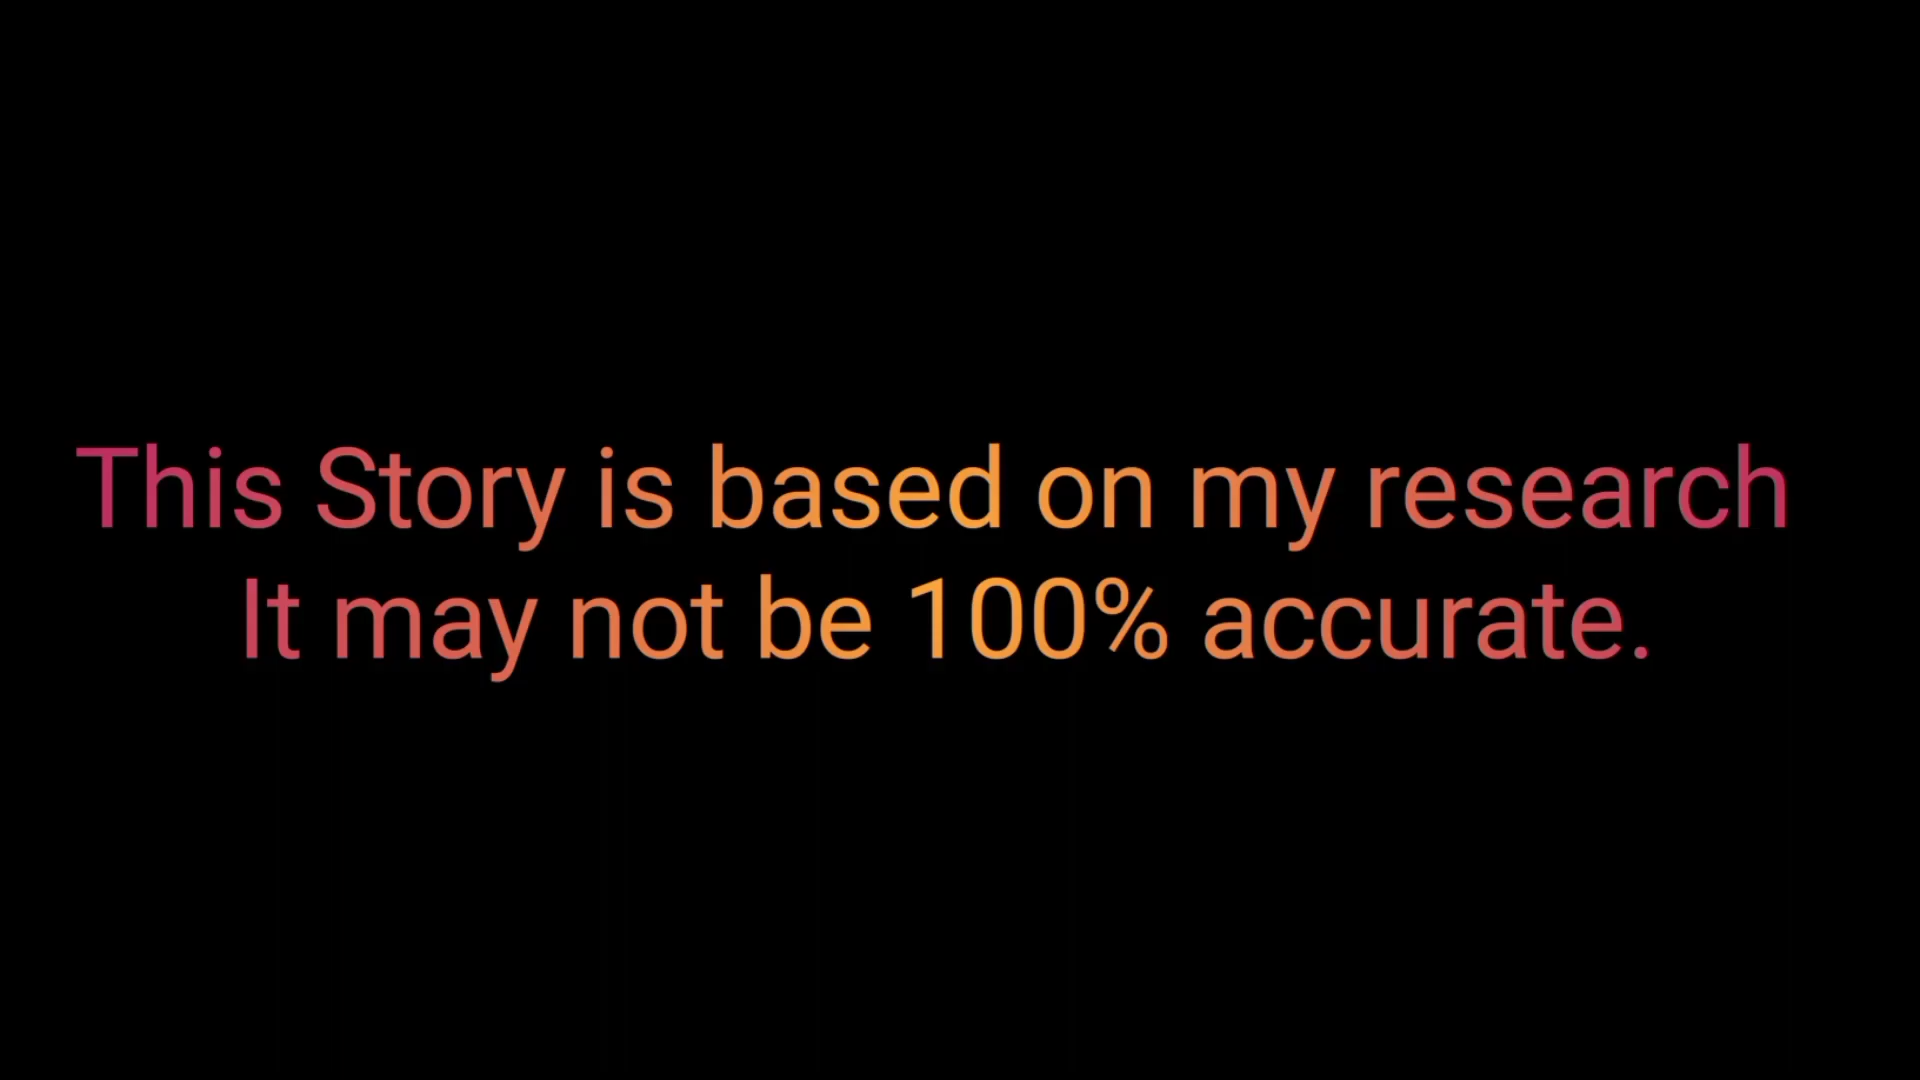 This Story is based on my research
It may not be 100% accurate.